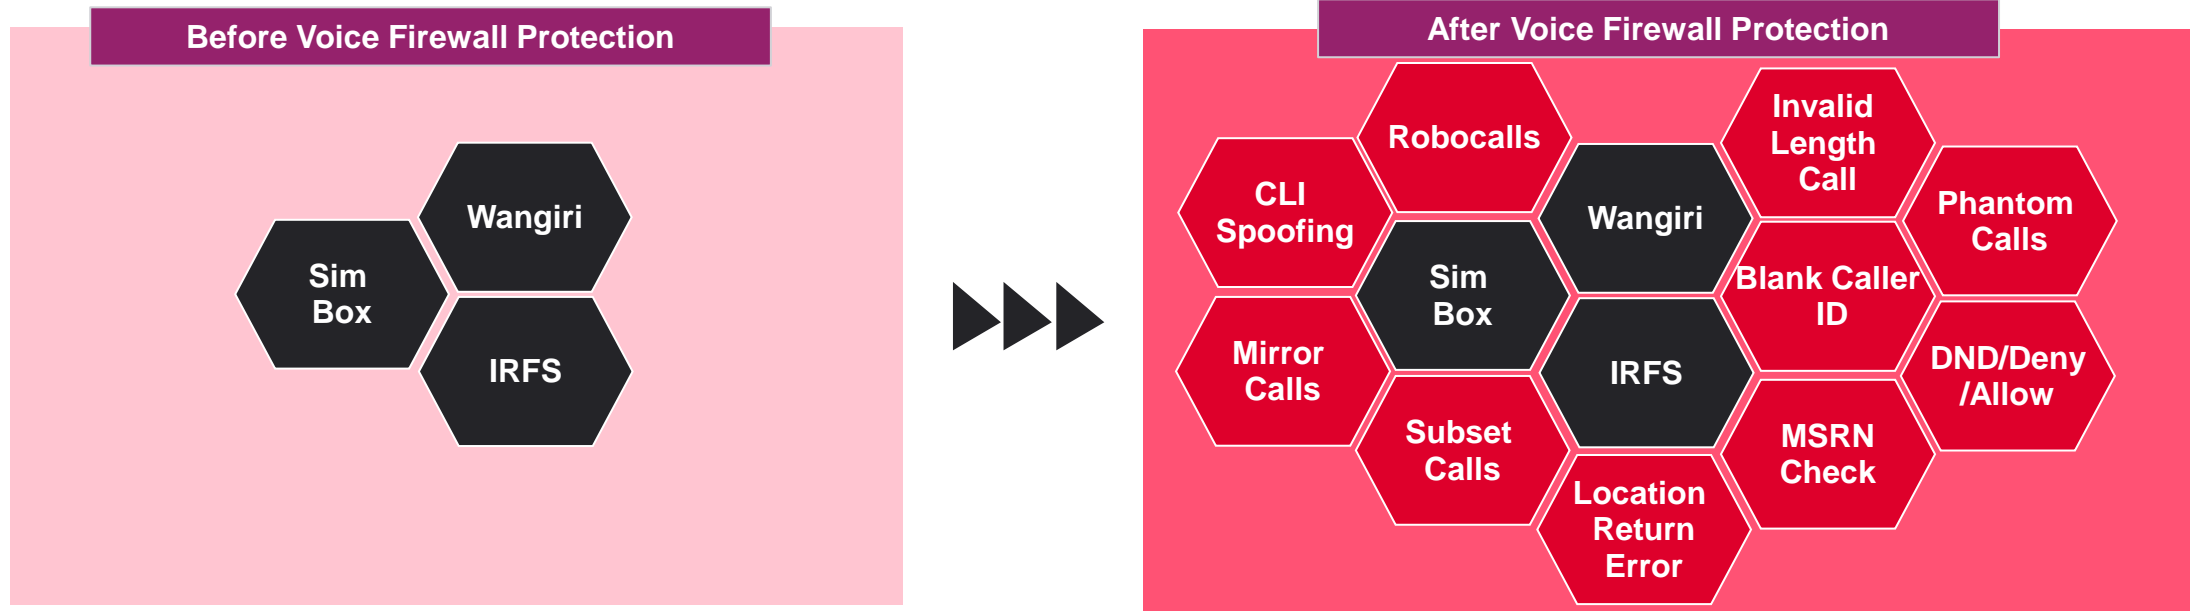 Before Voice Firewall Protection
Wangiri
Sim
Box
IRFS
After Voice Firewall Protection
Robocalls
Invalid
Length
Call
CLI
Spoofing
Wangiri
Phantom
Calls
Sim
Box
Blank Caller
ID
Mirror
Calls
IRFS
DND/Deny
/Allow
Subset
Calls
MSRN
Check
Location
Return
Error